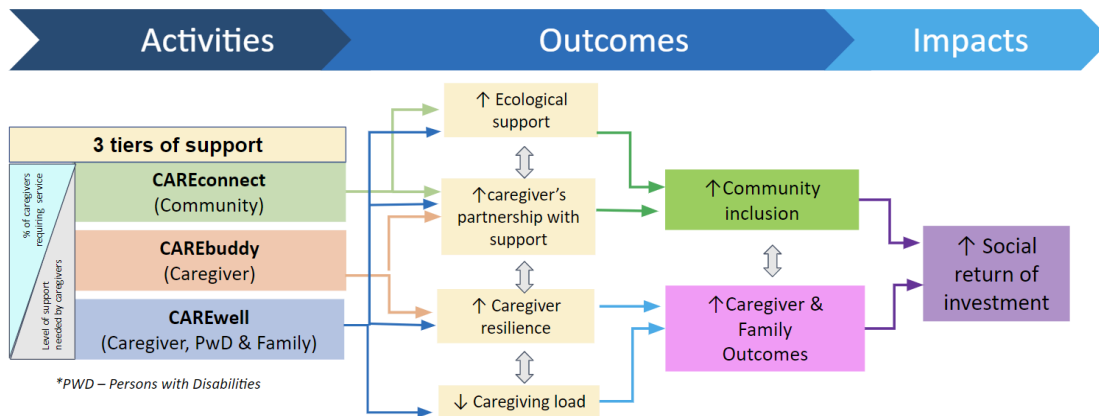 Activities
Outcomes
Impacts
3 tiers of support
% of caregivers
requiring service
Level of support
needed by caregivers
CAREconnect
(Community)
CAREbuddy
(Caregiver)
CAREwell
(Caregiver, PwD & Family)
*PWD – Persons with Disabilities
↑ Ecological
support
↑caregiver's
partnership with
support
↑ Caregiver
resilience
↓ Caregiving load
↑Community
inclusion
↑Caregiver &
Family
Outcomes
↑ Social
return of
investment